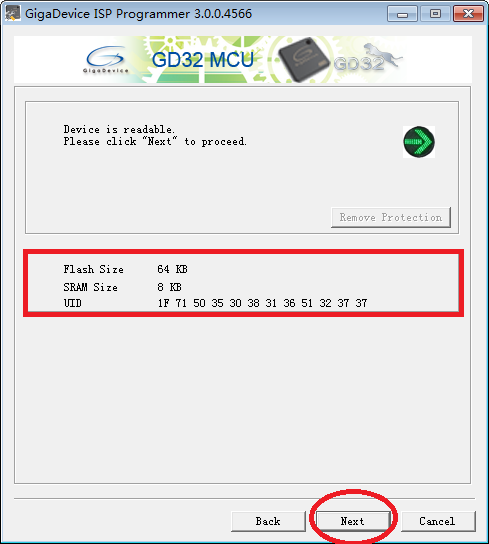 GigaDevice ISP Programmer 3.0.0.4566
GigaDevice
GD32 MCU
GD32
Device is readable.
Please click "Next" to proceed.
Remove Protection
Flash Size 64 KB
SRAM Size 8 KB
UID 1F 71 50 35 30 38 31 36 51 32 37 37
Back Next Cancel